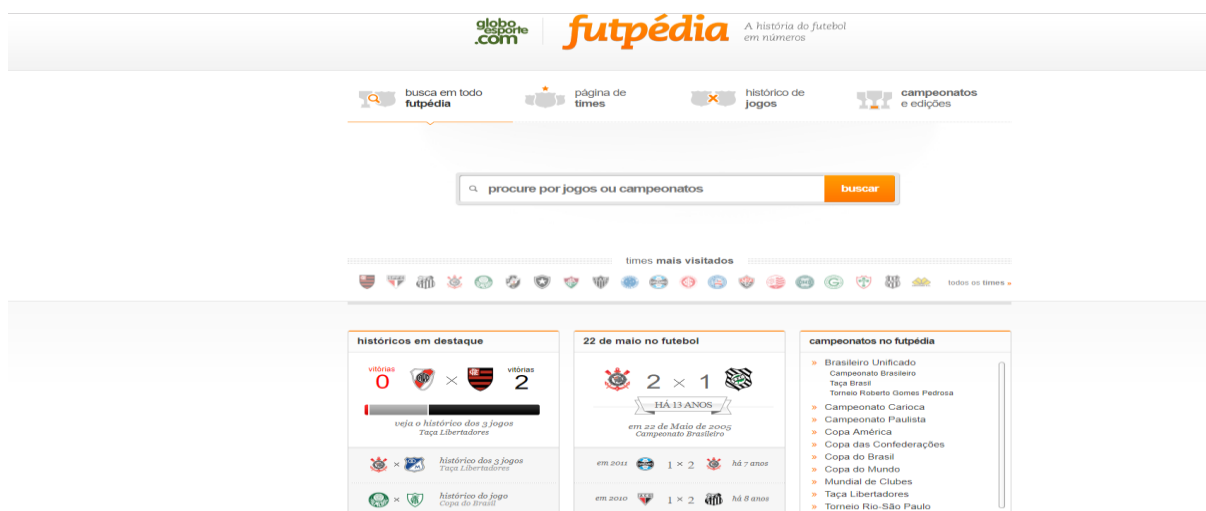 globo
esporte
.com
futpédia
A história do futebol
em números
busca em todo
futpédia
página de
times
histórico de
jogos
campeonatos
e edições
procure por jogos ou campeonatos
buscar
times mais visitados
todos os times »
históricos em destaque
vitórias
0
×
vitórias
2
veja o histórico dos 3 jogos
Taça Libertadores
×
histórico dos 3 jogos
Taça Libertadores
×
histórico do jogo
Copa do Brasil
22 de maio no futebol
2 × 1
HÁ 13 ANOS
em 22 de Maio de 2005
Campeonato Brasileiro
em 2011 1 × 2 há 7 anos
em 2010 1 × 2 há 8 anos
campeonatos no futpédia
» Brasileiro Unificado
Campeonato Brasileiro
Taça Brasil
Torneio Roberto Gomes Pedrosa
» Campeonato Carioca
» Campeonato Paulista
» Copa América
» Copa das Confederações
» Copa do Brasil
» Copa do Mundo
» Mundial de Clubes
» Taça Libertadores
» Torneio Rio-São Paulo